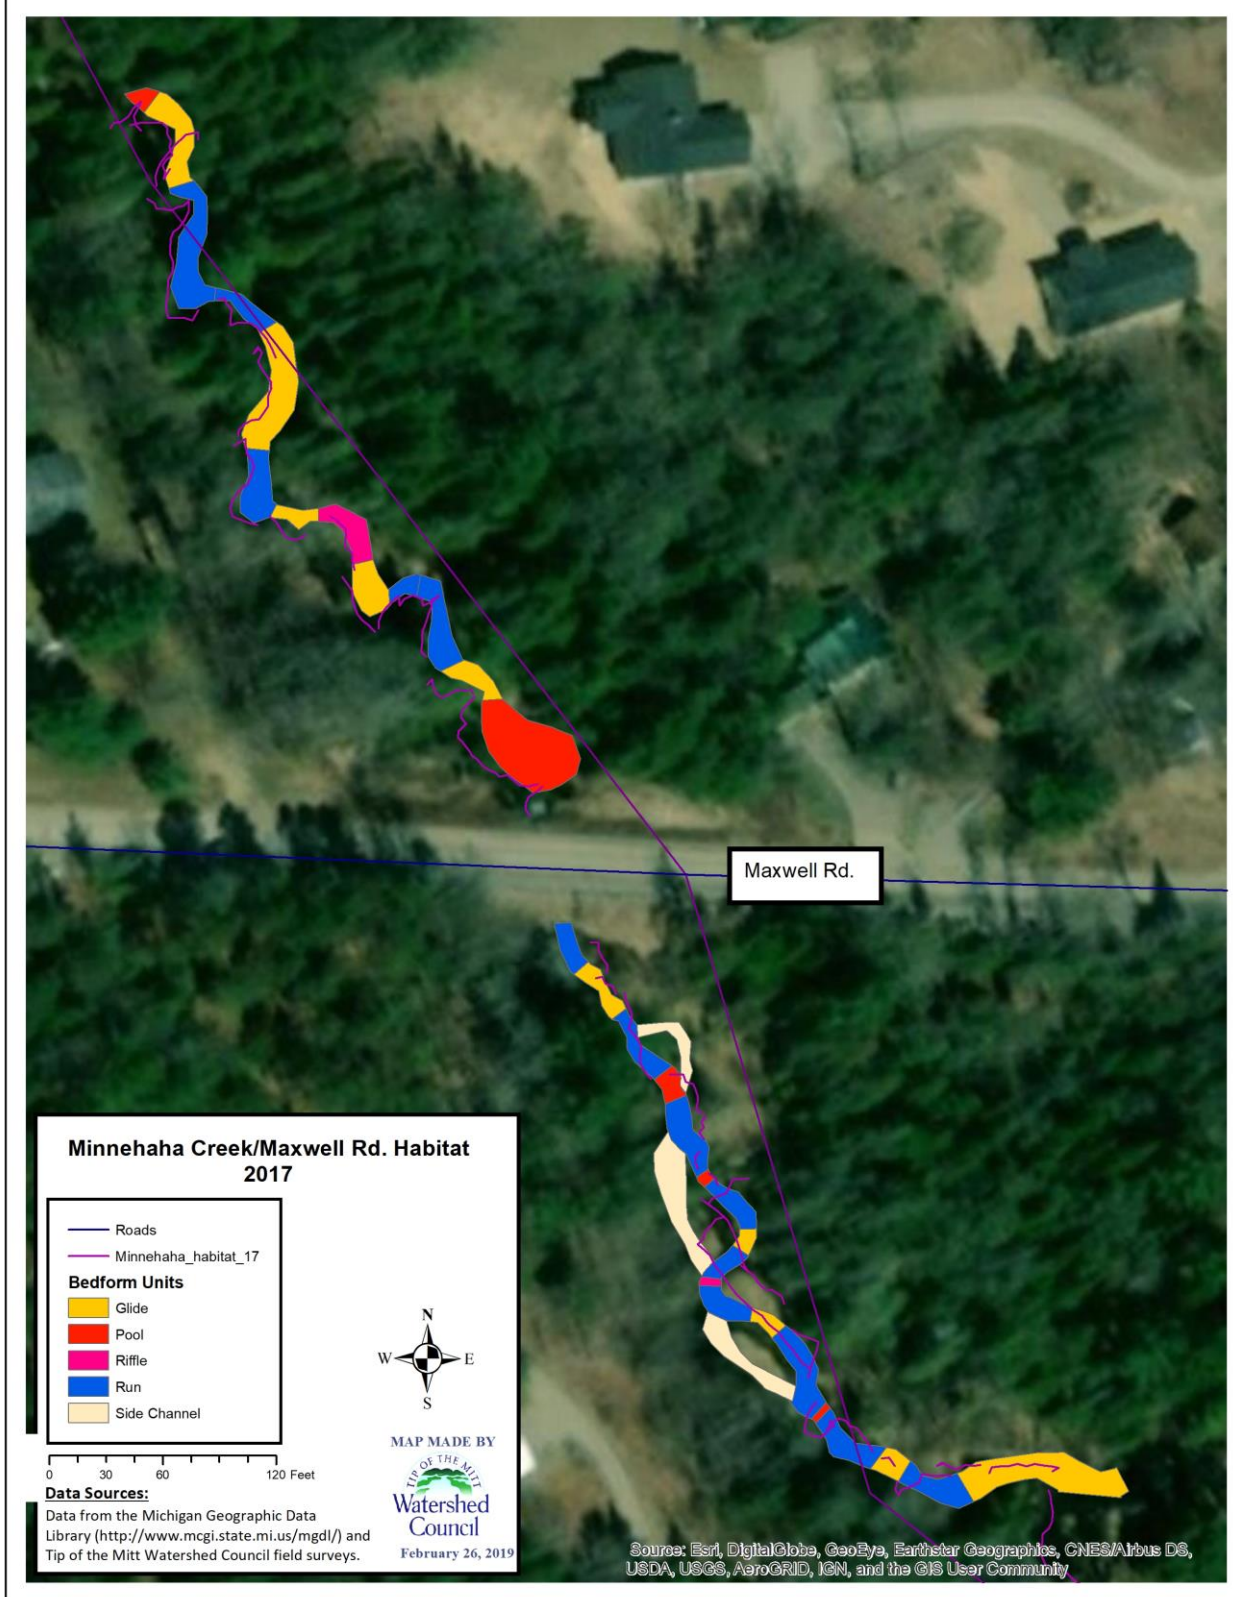 Maxwell Rd.
Minnehaha Creek/Maxwell Rd. Habitat
2017
Roads
Minnehaha_habitat_17
Bedform Units
Glide
Pool
Riffle
Run
Side Channel
N
W E
S
0 30 60 120 Feet
Data Sources:
Data from the Michigan Geographic Data
Library (http://www.mcgi.state.mi.us/mgdl/) and
Tip of the Mitt Watershed Council field surveys.
MAP MADE BY
TIP OF THE MITT
Watershed
Council
February 26, 2019
Source: Esri, DigitalGlobe, GeoEye, Earthstar Geographics, CNES/Airbus DS,
USDA, USGS, AeroGRID, IGN, and the GIS User Community